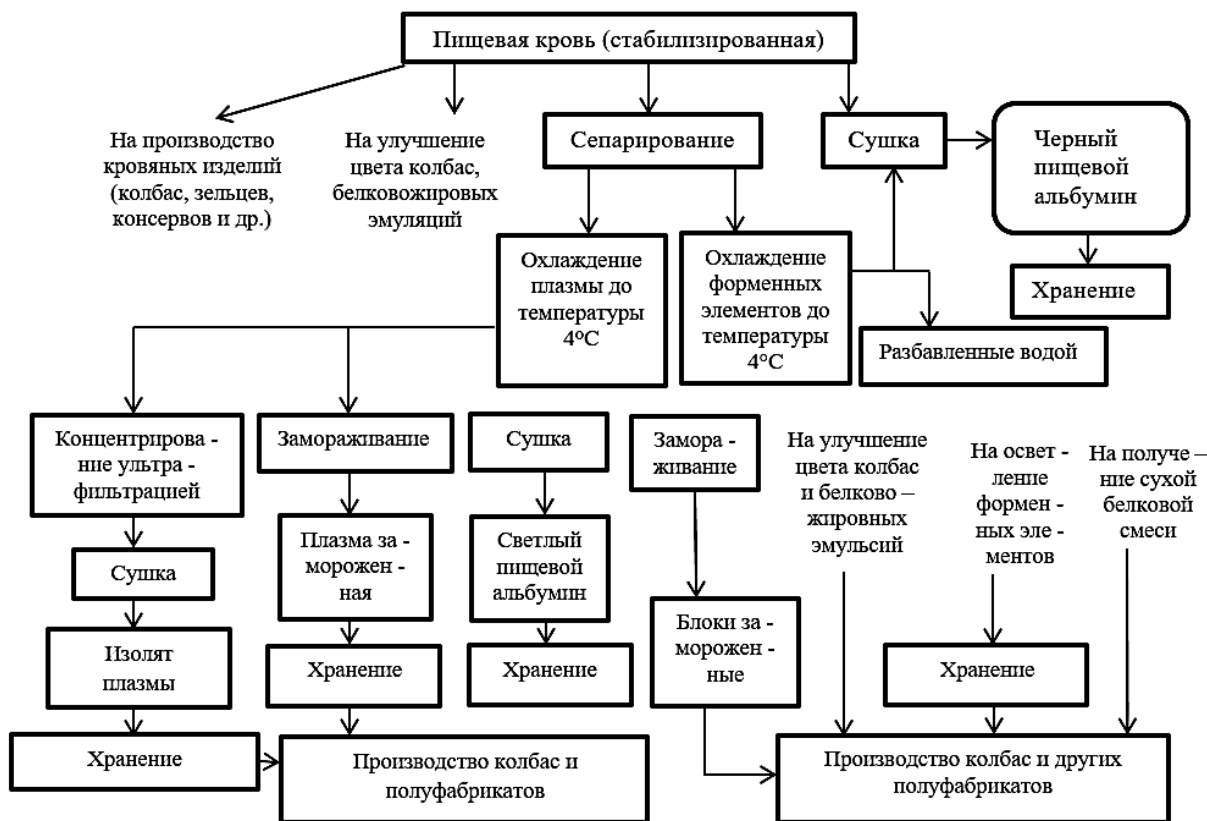 Пищевая кровь (стабилизированная)
На производство
кровяных изделий
(колбас, зельцев,
консервов и др.)
На улучшение
цвета колбас,
белковожировых
эмуляций
Сепарирование
Сушка
Черный
пищевой
альбумин
Охлаждение
плазмы до
температуры
4°С
Охлаждение
форменных
элементов до
температуры
4°С
Хранение
Разбавленные водой
Концентрирова -
ние ультра -
фильтрацией
Замораживание
Сушка
Замора -
живание
На улучшение
цвета колбас
и белково –
жировных
эмульсий
На освет -
ление
формен -
ных эле -
ментов
На получе –
ние сухой
белковой
смеси
Сушка
Плазма за -
морожен -
ная
Светлый
пищевой
альбумин
Блоки за -
морожен -
ные
Изолят
плазмы
Хранение
Хранение
Хранение
Хранение
Производство колбас и
полуфабрикатов
Производство колбас и других
полуфабрикатов